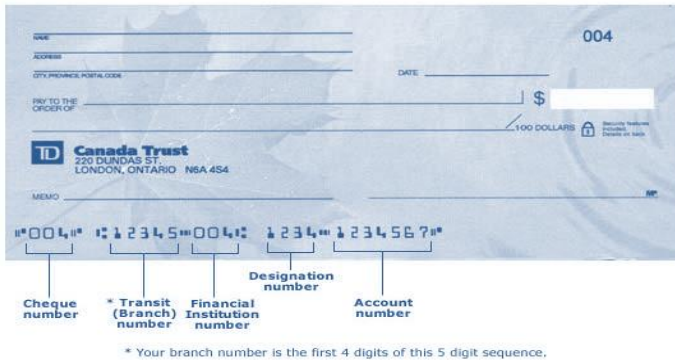 004
NAME
ADDRESS
CITY, PROVINCE, POSTAL CODE
DATE
PAY TO THE
ORDER OF
$
100 DOLLARS
Security features
included.
Details on back
TD Canada Trust
220 DUNDAS ST.
LONDON, ONTARIO N6A 4S4
MEMO
MP
⑈004⑈ ⑆12345⑉004⑆ 1234⑉1234567⑈
Designation
number
Cheque
number
* Transit
(Branch)
number
Financial
Institution
number
Account
number
* Your branch number is the first 4 digits of this 5 digit sequence.